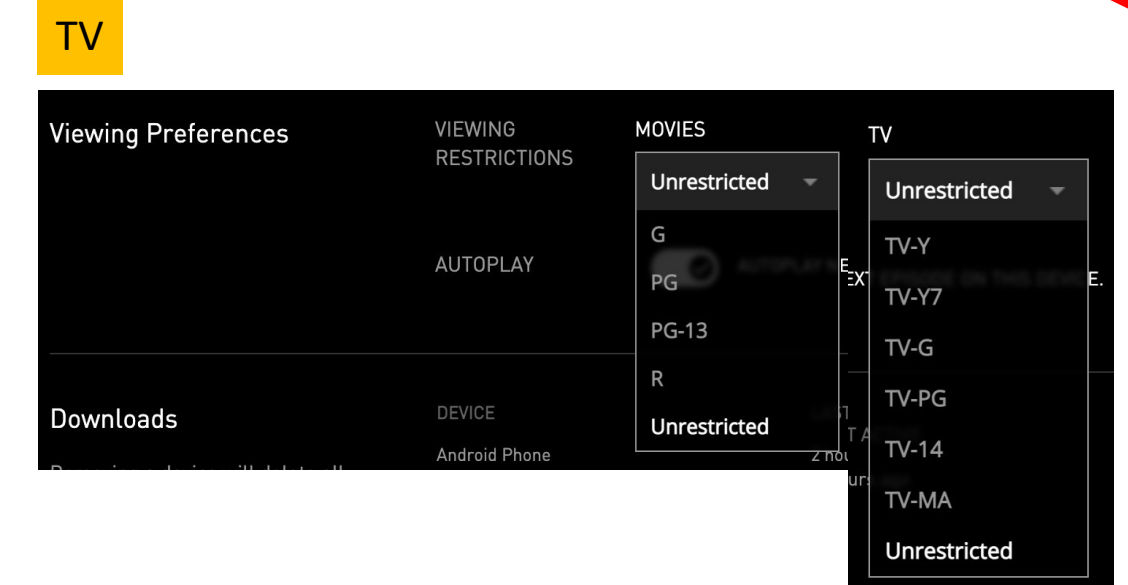 TV
Viewing Preferences
VIEWING
RESTRICTIONS
MOVIES
Unrestricted
G
PG
PG-13
R
Unrestricted
TV
Unrestricted
TV-Y
TV-Y7
TV-G
TV-PG
TV-14
TV-MA
Unrestricted
AUTOPLAY
Downloads
DEVICE
Android Phone